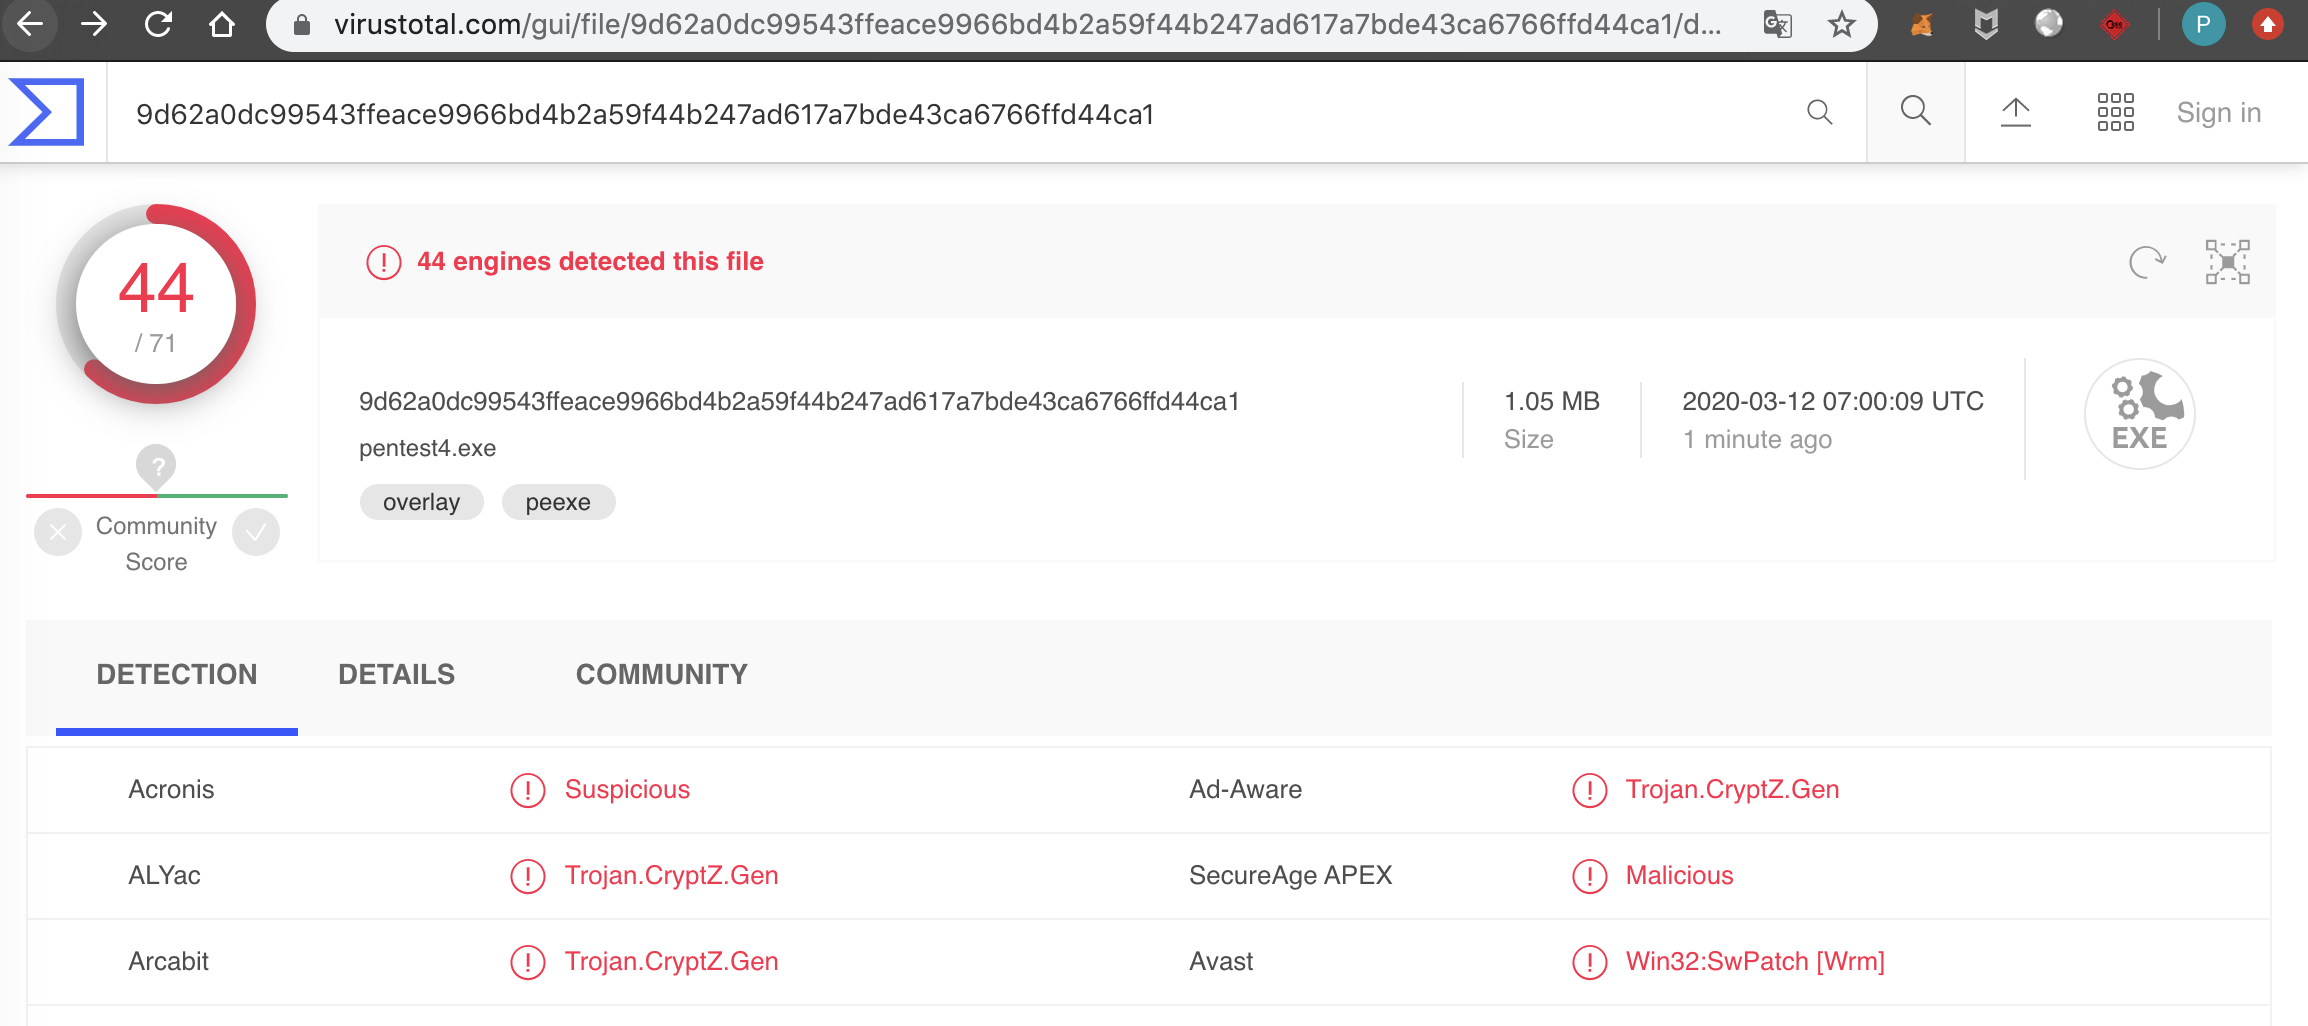 virustotal.com/gui/file/9d62a0dc99543ffeace9966bd4b2a59f44b247ad617a7bde43ca6766ffd44ca1/d...
P
9d62a0dc99543ffeace9966bd4b2a59f44b247ad617a7bde43ca6766ffd44ca1
Sign in
44
/ 71
44 engines detected this file
9d62a0dc99543ffeace9966bd4b2a59f44b247ad617a7bde43ca6766ffd44ca1
pentest4.exe
overlay peexe
1.05 MB
Size
2020-03-12 07:00:09 UTC
1 minute ago
EXE
?
Community
Score
DETECTION DETAILS COMMUNITY
Acronis Suspicious Ad-Aware Trojan.CryptZ.Gen
ALYac Trojan.CryptZ.Gen SecureAge APEX Malicious
Arcabit Trojan.CryptZ.Gen Avast Win32:SwPatch [Wrm]